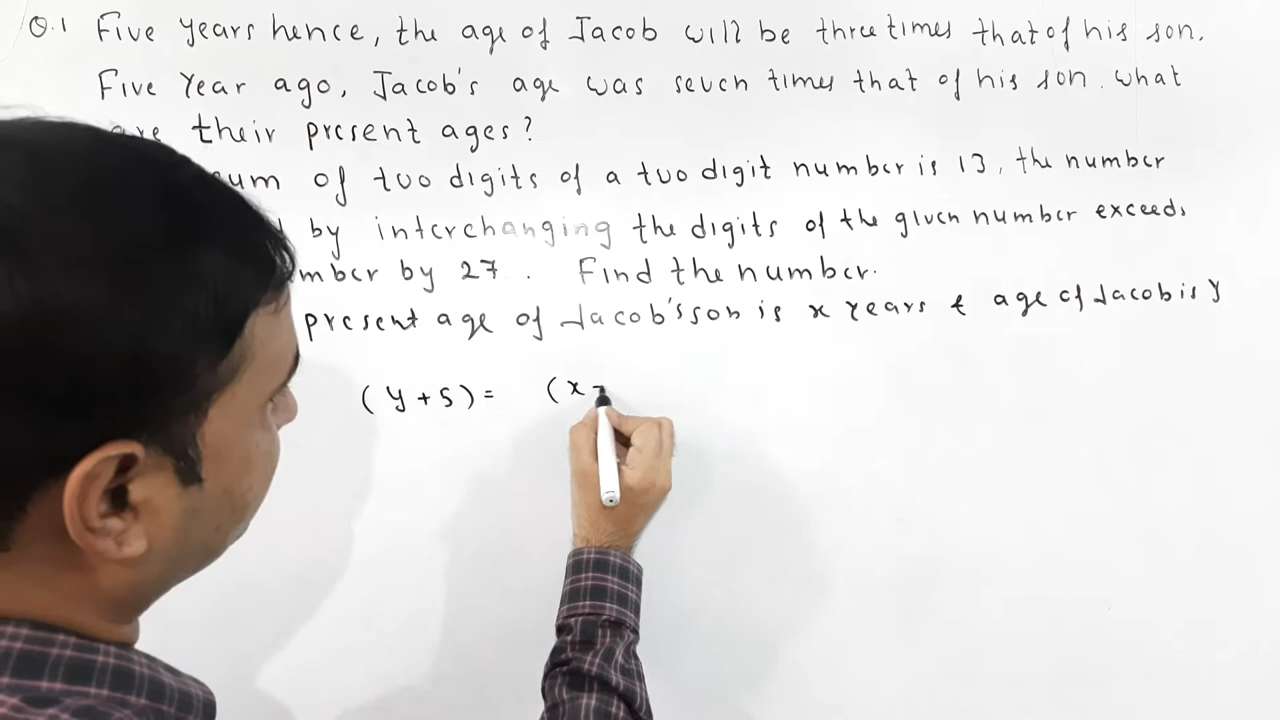 Q.1 Five years hence, the age of Jacob will be three times that of his son.
Five Year ago, Jacob's age was seven times that of his son. what
are their present ages?
sum of two digits of a two digit number is 13, the number
by interchanging the digits of the given number exceeds
mber by 27. Find the number.
present age of Jacob's son is x years & age of Jacob is y
(y+5) = (x